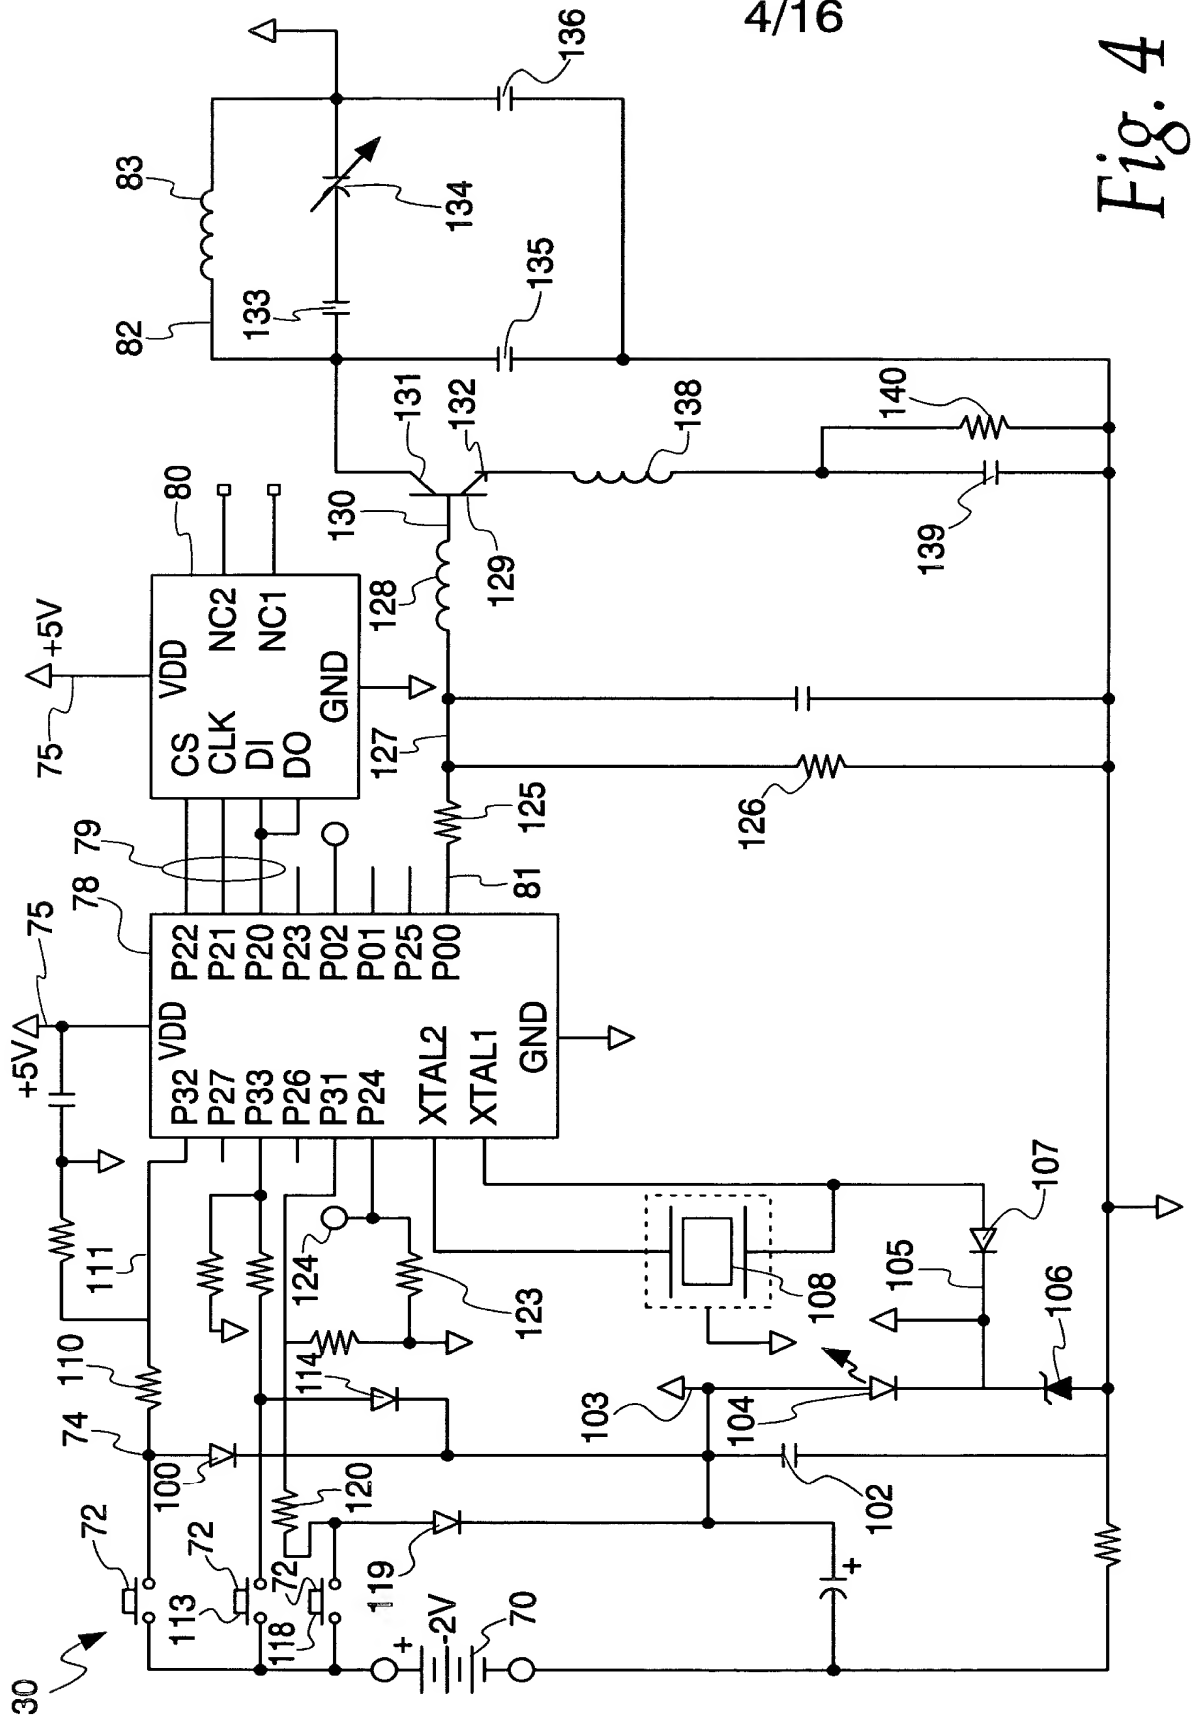 4/16
Fig. 4
30
72
72
72
113
118
74
110
111
+5V
75
78
79
75
+5V
80
82
83
133
134
135
136
100
114
119
120
123
124
70
-2V
+
+
102
103
104
105
106
107
108
P32
P27
P33
P26
P31
P24
XTAL2
XTAL1
VDD
GND
P22
P21
P20
P23
P02
P01
P25
P00
CS
CLK
DI
DO
VDD
GND
NC2
NC1
81
125
126
127
128
129
130
131
132
138
139
140